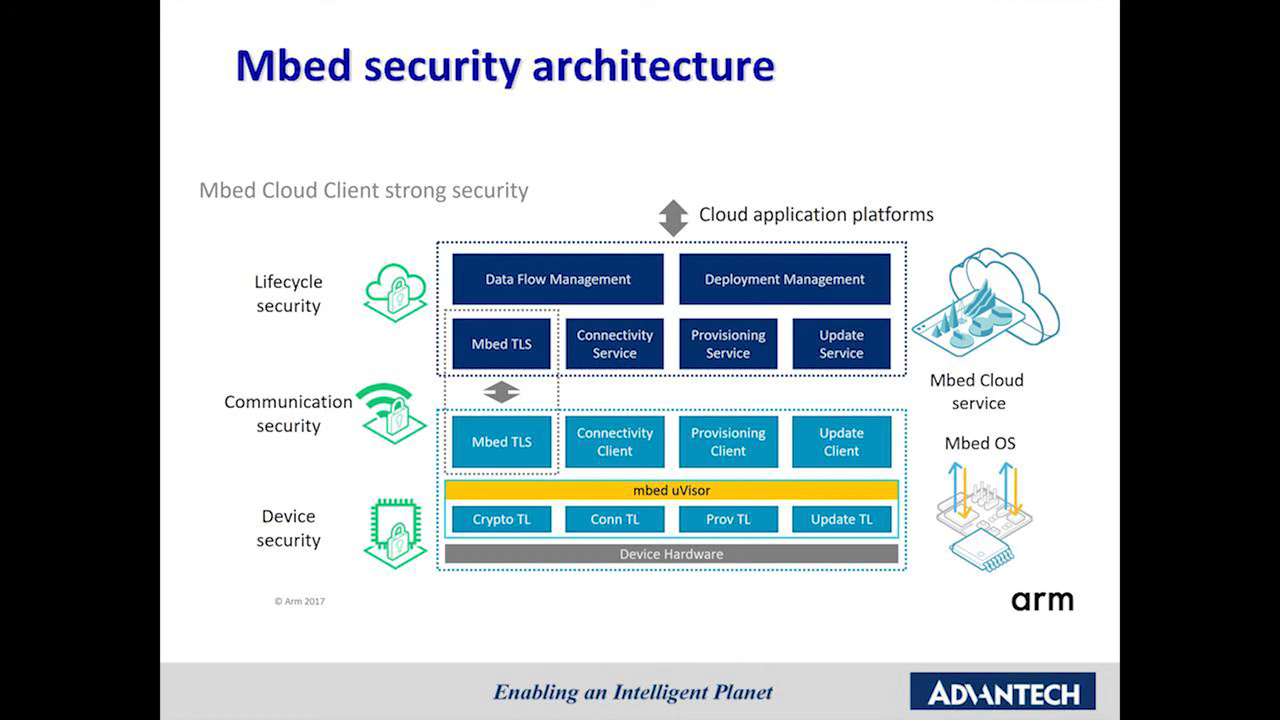 Mbed security architecture
Mbed Cloud Client strong security
Cloud application platforms
Lifecycle
security
Data Flow Management
Deployment Management
Mbed TLS
Connectivity
Service
Provisioning
Service
Update
Service
Mbed Cloud
service
Communication
security
Mbed TLS
Connectivity
Client
Provisioning
Client
Update
Client
Mbed OS
mbed uVisor
Device
security
Crypto TL
Conn TL
Prov TL
Update TL
Device Hardware
© Arm 2017
arm
Enabling an Intelligent Planet
ADVANTECH